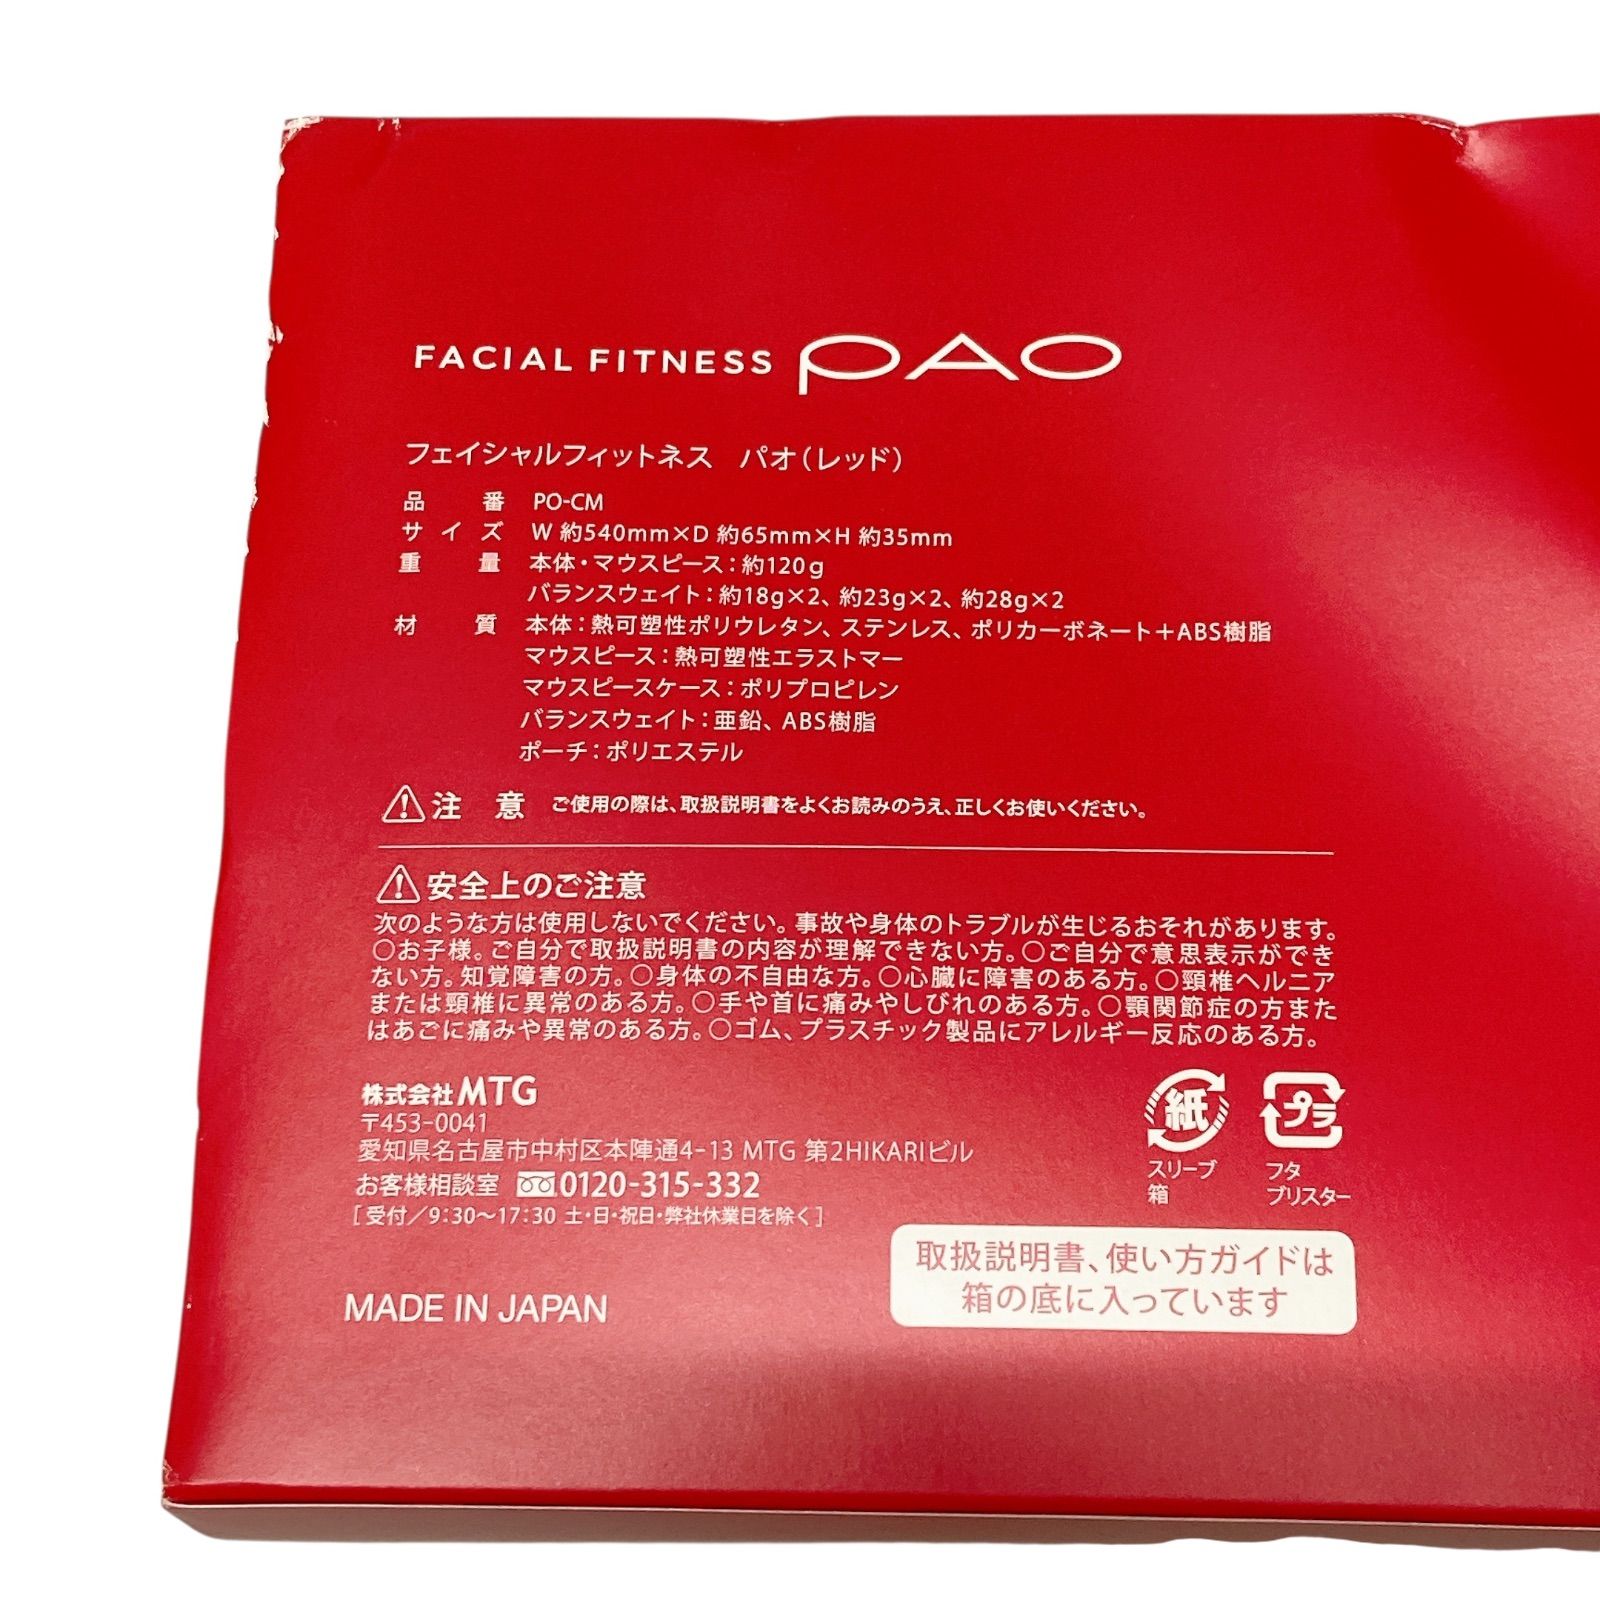 FACIAL FITNESS PAO
フェイシャルフィットネス パオ（レッド）
品番 PO-CM
サイズ W 約540mm×D 約65mm×H 約35mm
重量 本体・マウスピース：約120g
バランスウェイト：約18g×2、約23g×2、約28g×2
材質 本体：熱可塑性ポリウレタン、ステンレス、ポリカーボネート＋ABS樹脂
マウスピース：熱可塑性エラストマー
マウスピースケース：ポリプロピレン
バランスウェイト：亜鉛、ABS樹脂
ポーチ：ポリエステル
注意 ご使用の際は、取扱説明書をよくお読みのうえ、正しくお使いください。
安全上のご注意
次のような方は使用しないでください。事故や身体のトラブルが生じるおそれがあります。
○お子様。ご自分で取扱説明書の内容が理解できない方。○ご自分で意思表示ができ
ない方。知覚障害の方。○身体の不自由な方。○心臓に障害のある方。○頸椎ヘルニア
または頸椎に異常のある方。○手や首に痛みやしびれのある方。○顎関節症の方また
はあごに痛みや異常のある方。○ゴム、プラスチック製品にアレルギー反応のある方。
株式会社MTG
〒453-0041
愛知県名古屋市中村区本陣通4-13 MTG 第2HIKARIビル
お客様相談室 0120-315-332
［受付／9:30〜17:30 土・日・祝日・弊社休業日を除く］
紙 プラ
スリーブ フタ
箱 ブリスター
取扱説明書、使い方ガイドは
箱の底に入っています
MADE IN JAPAN